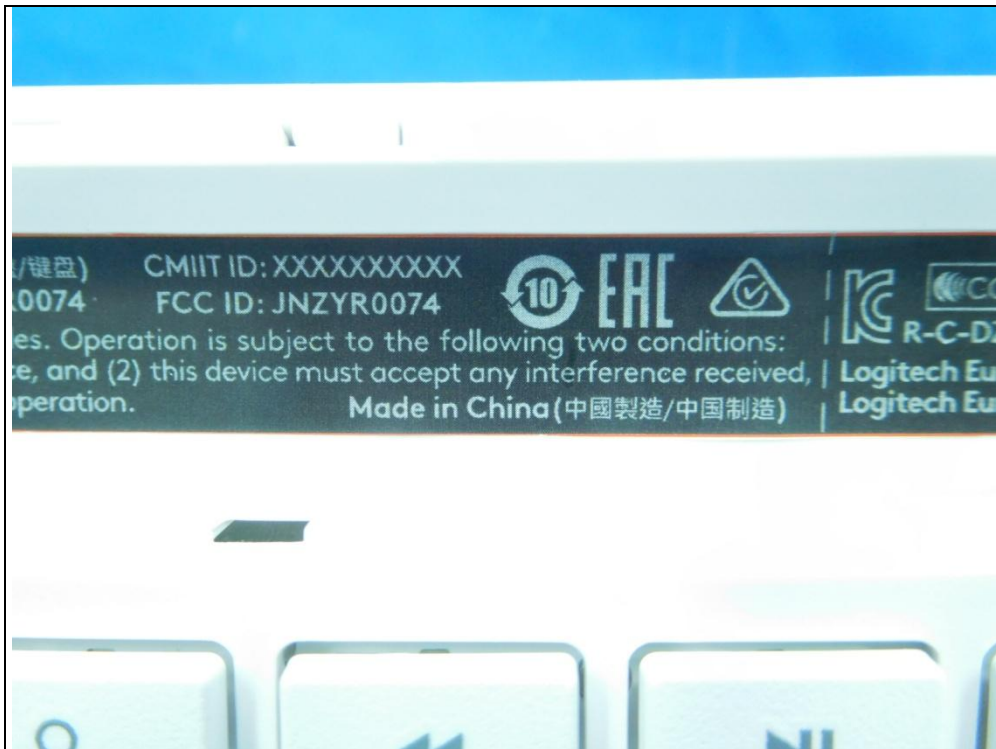 /键盘) CMIIT ID: XXXXXXXXXX
R0074 FCC ID: JNZYR0074
10 EAC
es. Operation is subject to the following two conditions:
e, and (2) this device must accept any interference received,
operation.
Made in China(中國製造/中国制造)
R-C-DZ
Logitech Eu
Logitech Eu